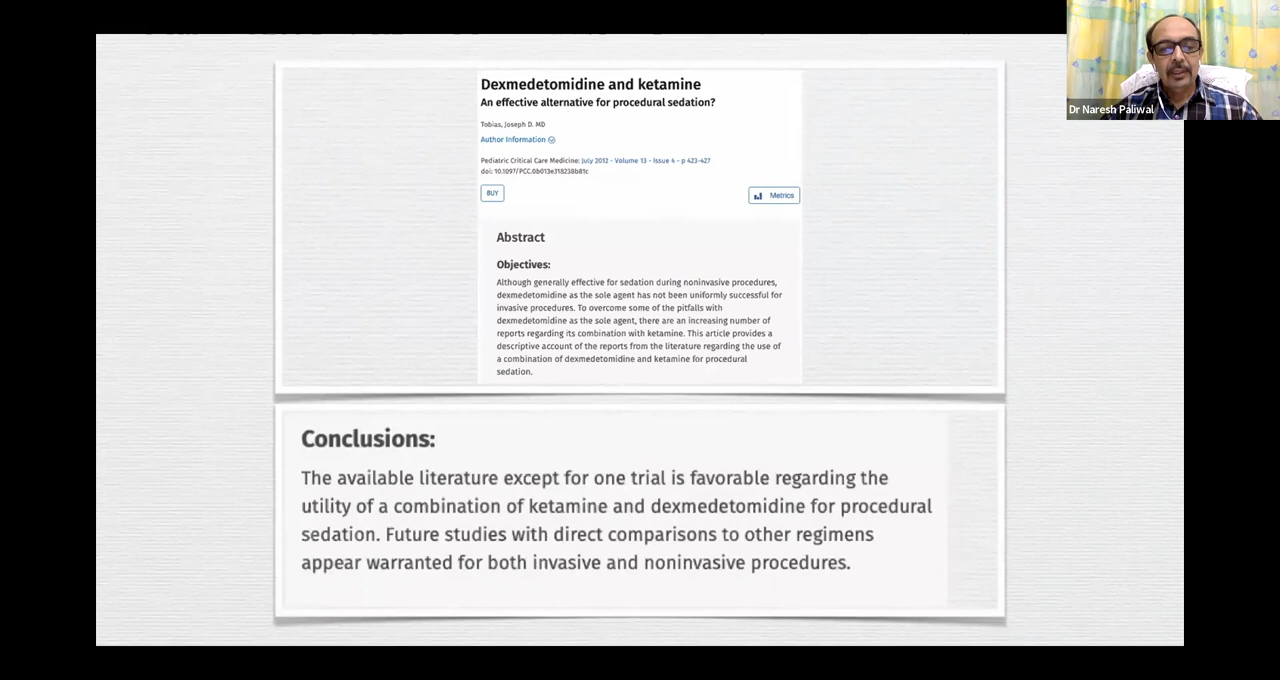 Dexmedetomidine and ketamine
An effective alternative for procedural sedation?
Tobias, Joseph D. MD
Author Information
Pediatric Critical Care Medicine: July 2012 - Volume 13 - Issue 4 - p 423-427
doi: 10.1097/PCC.0b013e318238b81c
BUY
Metrics
Abstract
Objectives:
Although generally effective for sedation during noninvasive procedures,
dexmedetomidine as the sole agent has not been uniformly successful for
invasive procedures. To overcome some of the pitfalls with
dexmedetomidine as the sole agent, there are an increasing number of
reports regarding its combination with ketamine. This article provides a
descriptive account of the reports from the literature regarding the use of
a combination of dexmedetomidine and ketamine for procedural
sedation.
Conclusions:
The available literature except for one trial is favorable regarding the
utility of a combination of ketamine and dexmedetomidine for procedural
sedation. Future studies with direct comparisons to other regimens
appear warranted for both invasive and noninvasive procedures.
Dr Naresh Paliwal